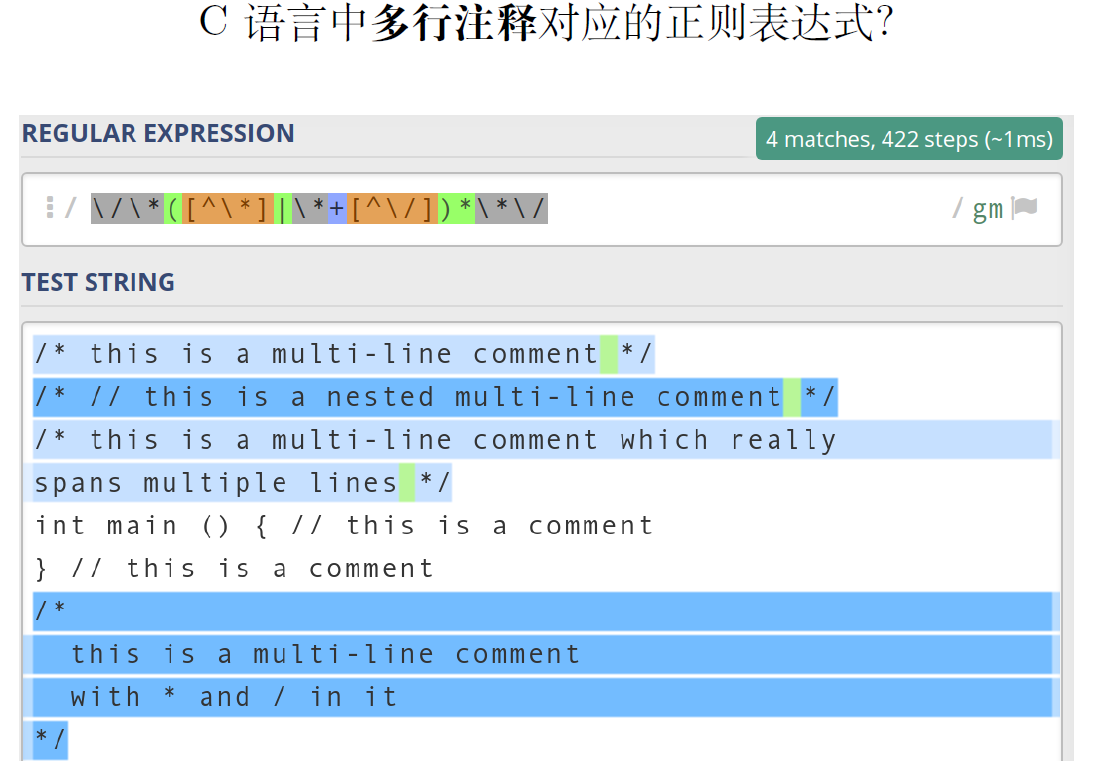 C 语言中多行注释对应的正则表达式?
REGULAR EXPRESSION
4 matches, 422 steps (~1ms)
/ \/\*([^\*]|\*+[^\/])*\*\/ / gm
TEST STRING
/* this is a multi-line comment */
/* // this is a nested multi-line comment */
/* this is a multi-line comment which really
spans multiple lines */
int main () { // this is a comment
} // this is a comment
/*
  this is a multi-line comment
  with * and / in it
*/